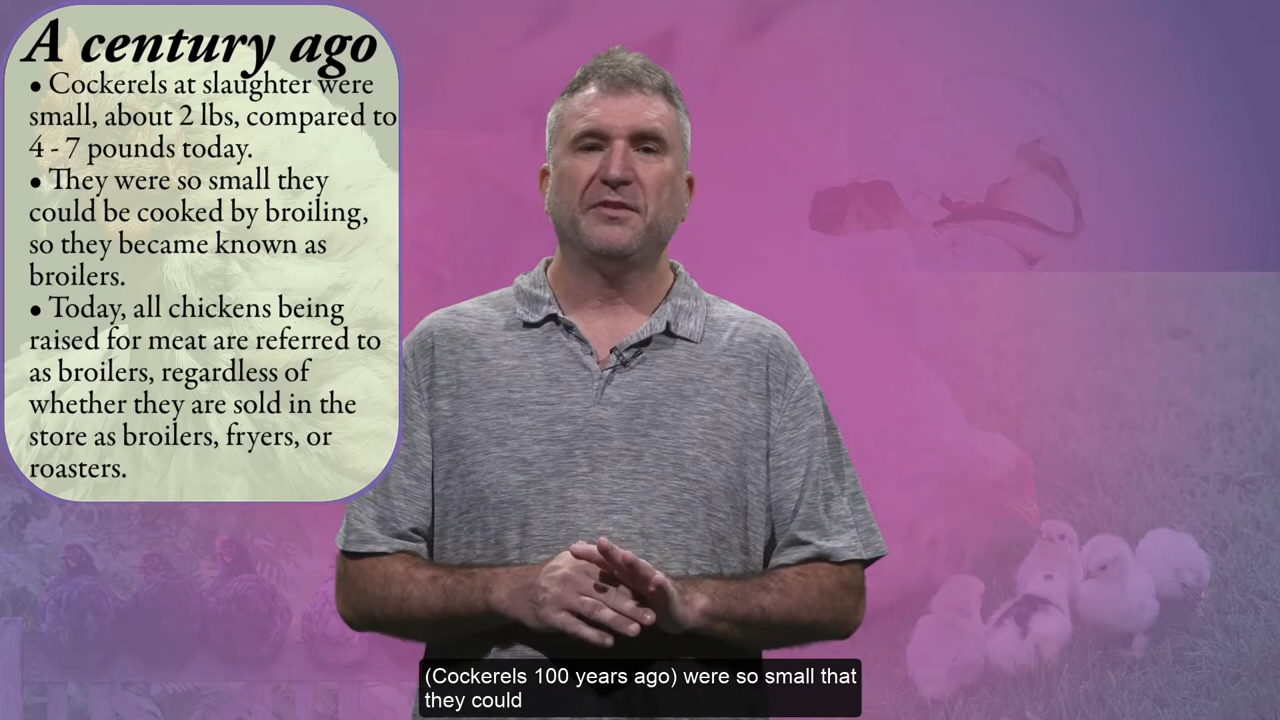 A century ago
• Cockerels at slaughter were
small, about 2 lbs, compared to
4 - 7 pounds today.
• They were so small they
could be cooked by broiling,
so they became known as
broilers.
• Today, all chickens being
raised for meat are referred to
as broilers, regardless of
whether they are sold in the
store as broilers, fryers, or
roasters.
(Cockerels 100 years ago) were so small that
they could